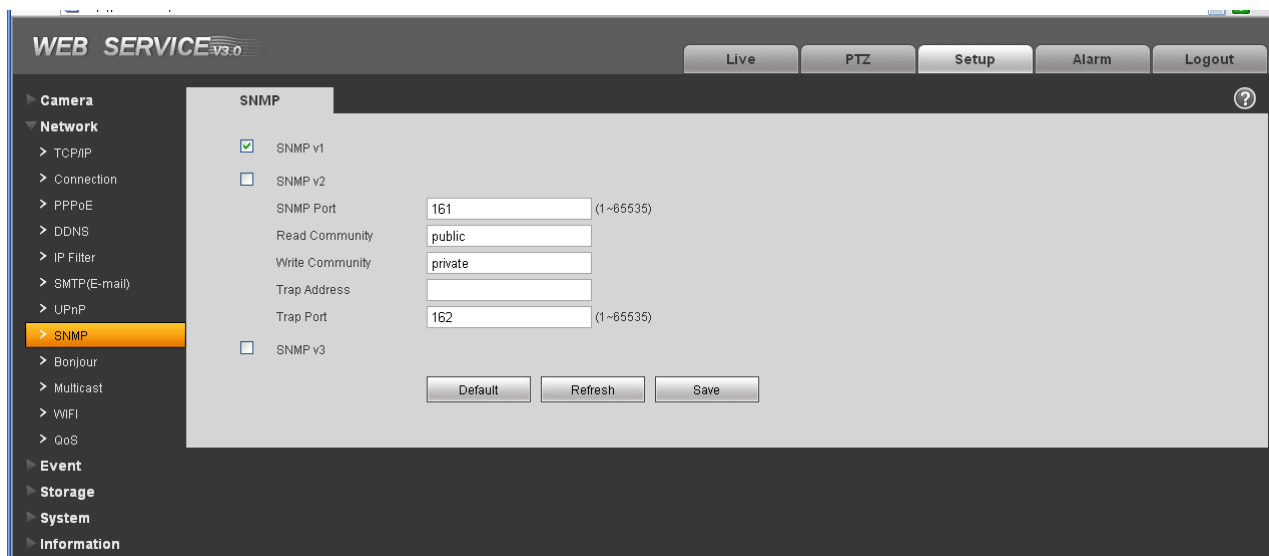 WEB SERVICE V3.0
Live PTZ Setup Alarm Logout
Camera
Network
TCP/IP
Connection
PPPoE
DDNS
IP Filter
SMTP(E-mail)
UPnP
SNMP
Bonjour
Multicast
WIFI
QoS
Event
Storage
System
Information
SNMP ?
SNMP v1
SNMP v2
SNMP Port 161 (1~65535)
Read Community public
Write Community private
Trap Address
Trap Port 162 (1~65535)
SNMP v3
Default Refresh Save